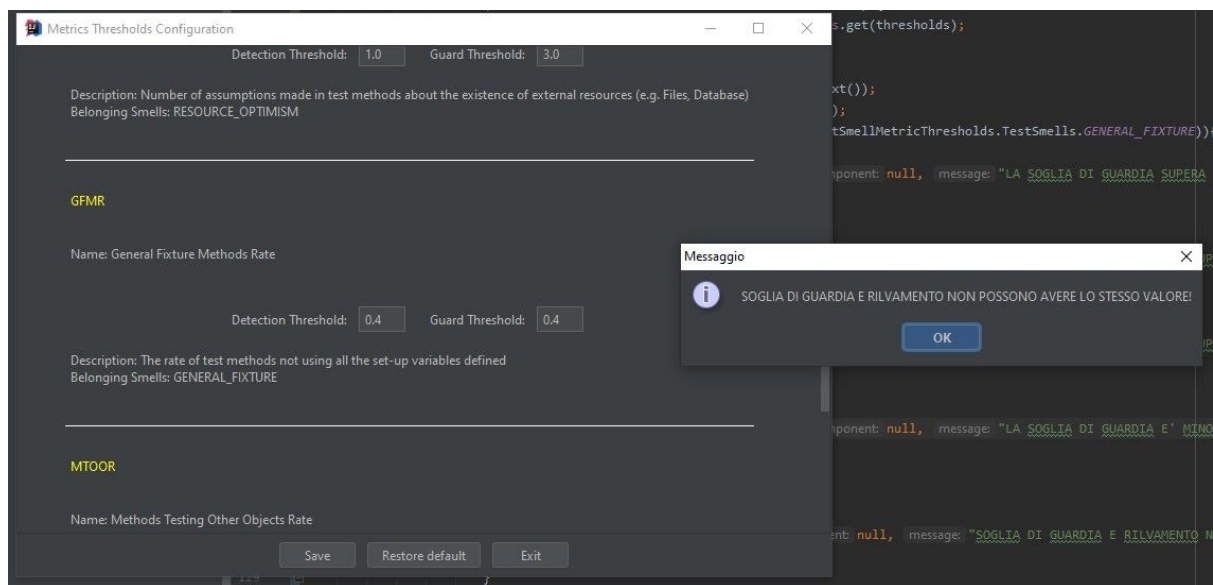 Metrics Thresholds Configuration
Detection Threshold: 1.0 Guard Threshold: 3.0
Description: Number of assumptions made in test methods about the existence of external resources (e.g. Files, Database)
Belonging Smells: RESOURCE_OPTIMISM
GFMR
Name: General Fixture Methods Rate
Detection Threshold: 0.4 Guard Threshold: 0.4
Description: The rate of test methods not using all the set-up variables defined
Belonging Smells: GENERAL_FIXTURE
MTOOR
Name: Methods Testing Other Objects Rate
Save Restore default Exit
s.get(thresholds);
xt());
);
tSmellMetricThresholds.TestSmells.GENERAL_FIXTURE)){
mponent: null, message: "LA SOGLIA DI GUARDIA SUPERA
Messaggio
SOGLIA DI GUARDIA E RILVAMENTO NON POSSONO AVERE LO STESSO VALORE!
OK
mponent: null, message: "LA SOGLIA DI GUARDIA E' MINO
ent: null, message: "SOGLIA DI GUARDIA E RILVAMENTO N
129 }